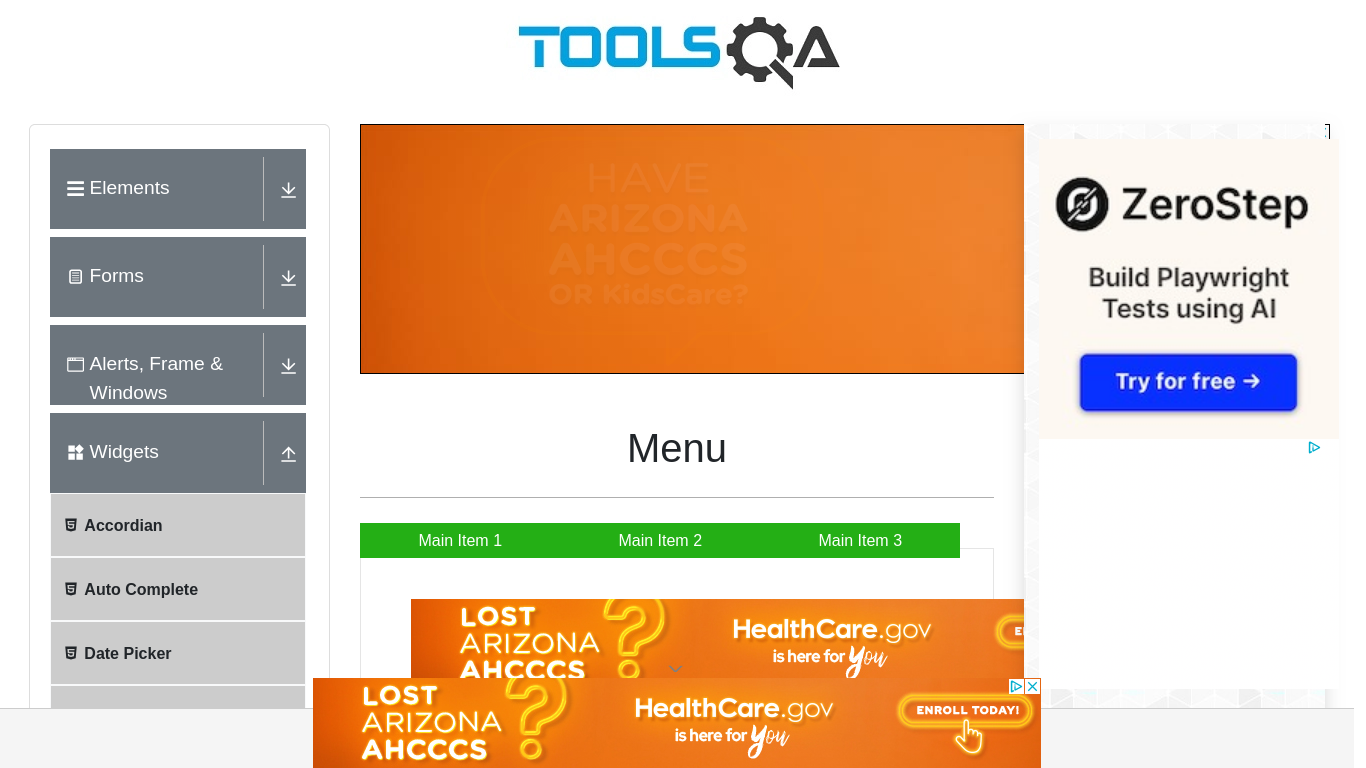 TOOLSQA
Elements
Forms
Alerts, Frame &
Windows
Widgets
Accordian
Auto Complete
Date Picker
HAVE
ARIZONA
AHCCCS
OR KidsCare?
ZeroStep
Build Playwright
Tests using AI
Try for free →
Menu
Main Item 1
Main Item 2
Main Item 3
LOST
ARIZONA
AHCCCS
?
HealthCare.gov
is here for you
LOST
ARIZONA
AHCCCS
?
HealthCare.gov
is here for you
ENROLL TODAY!